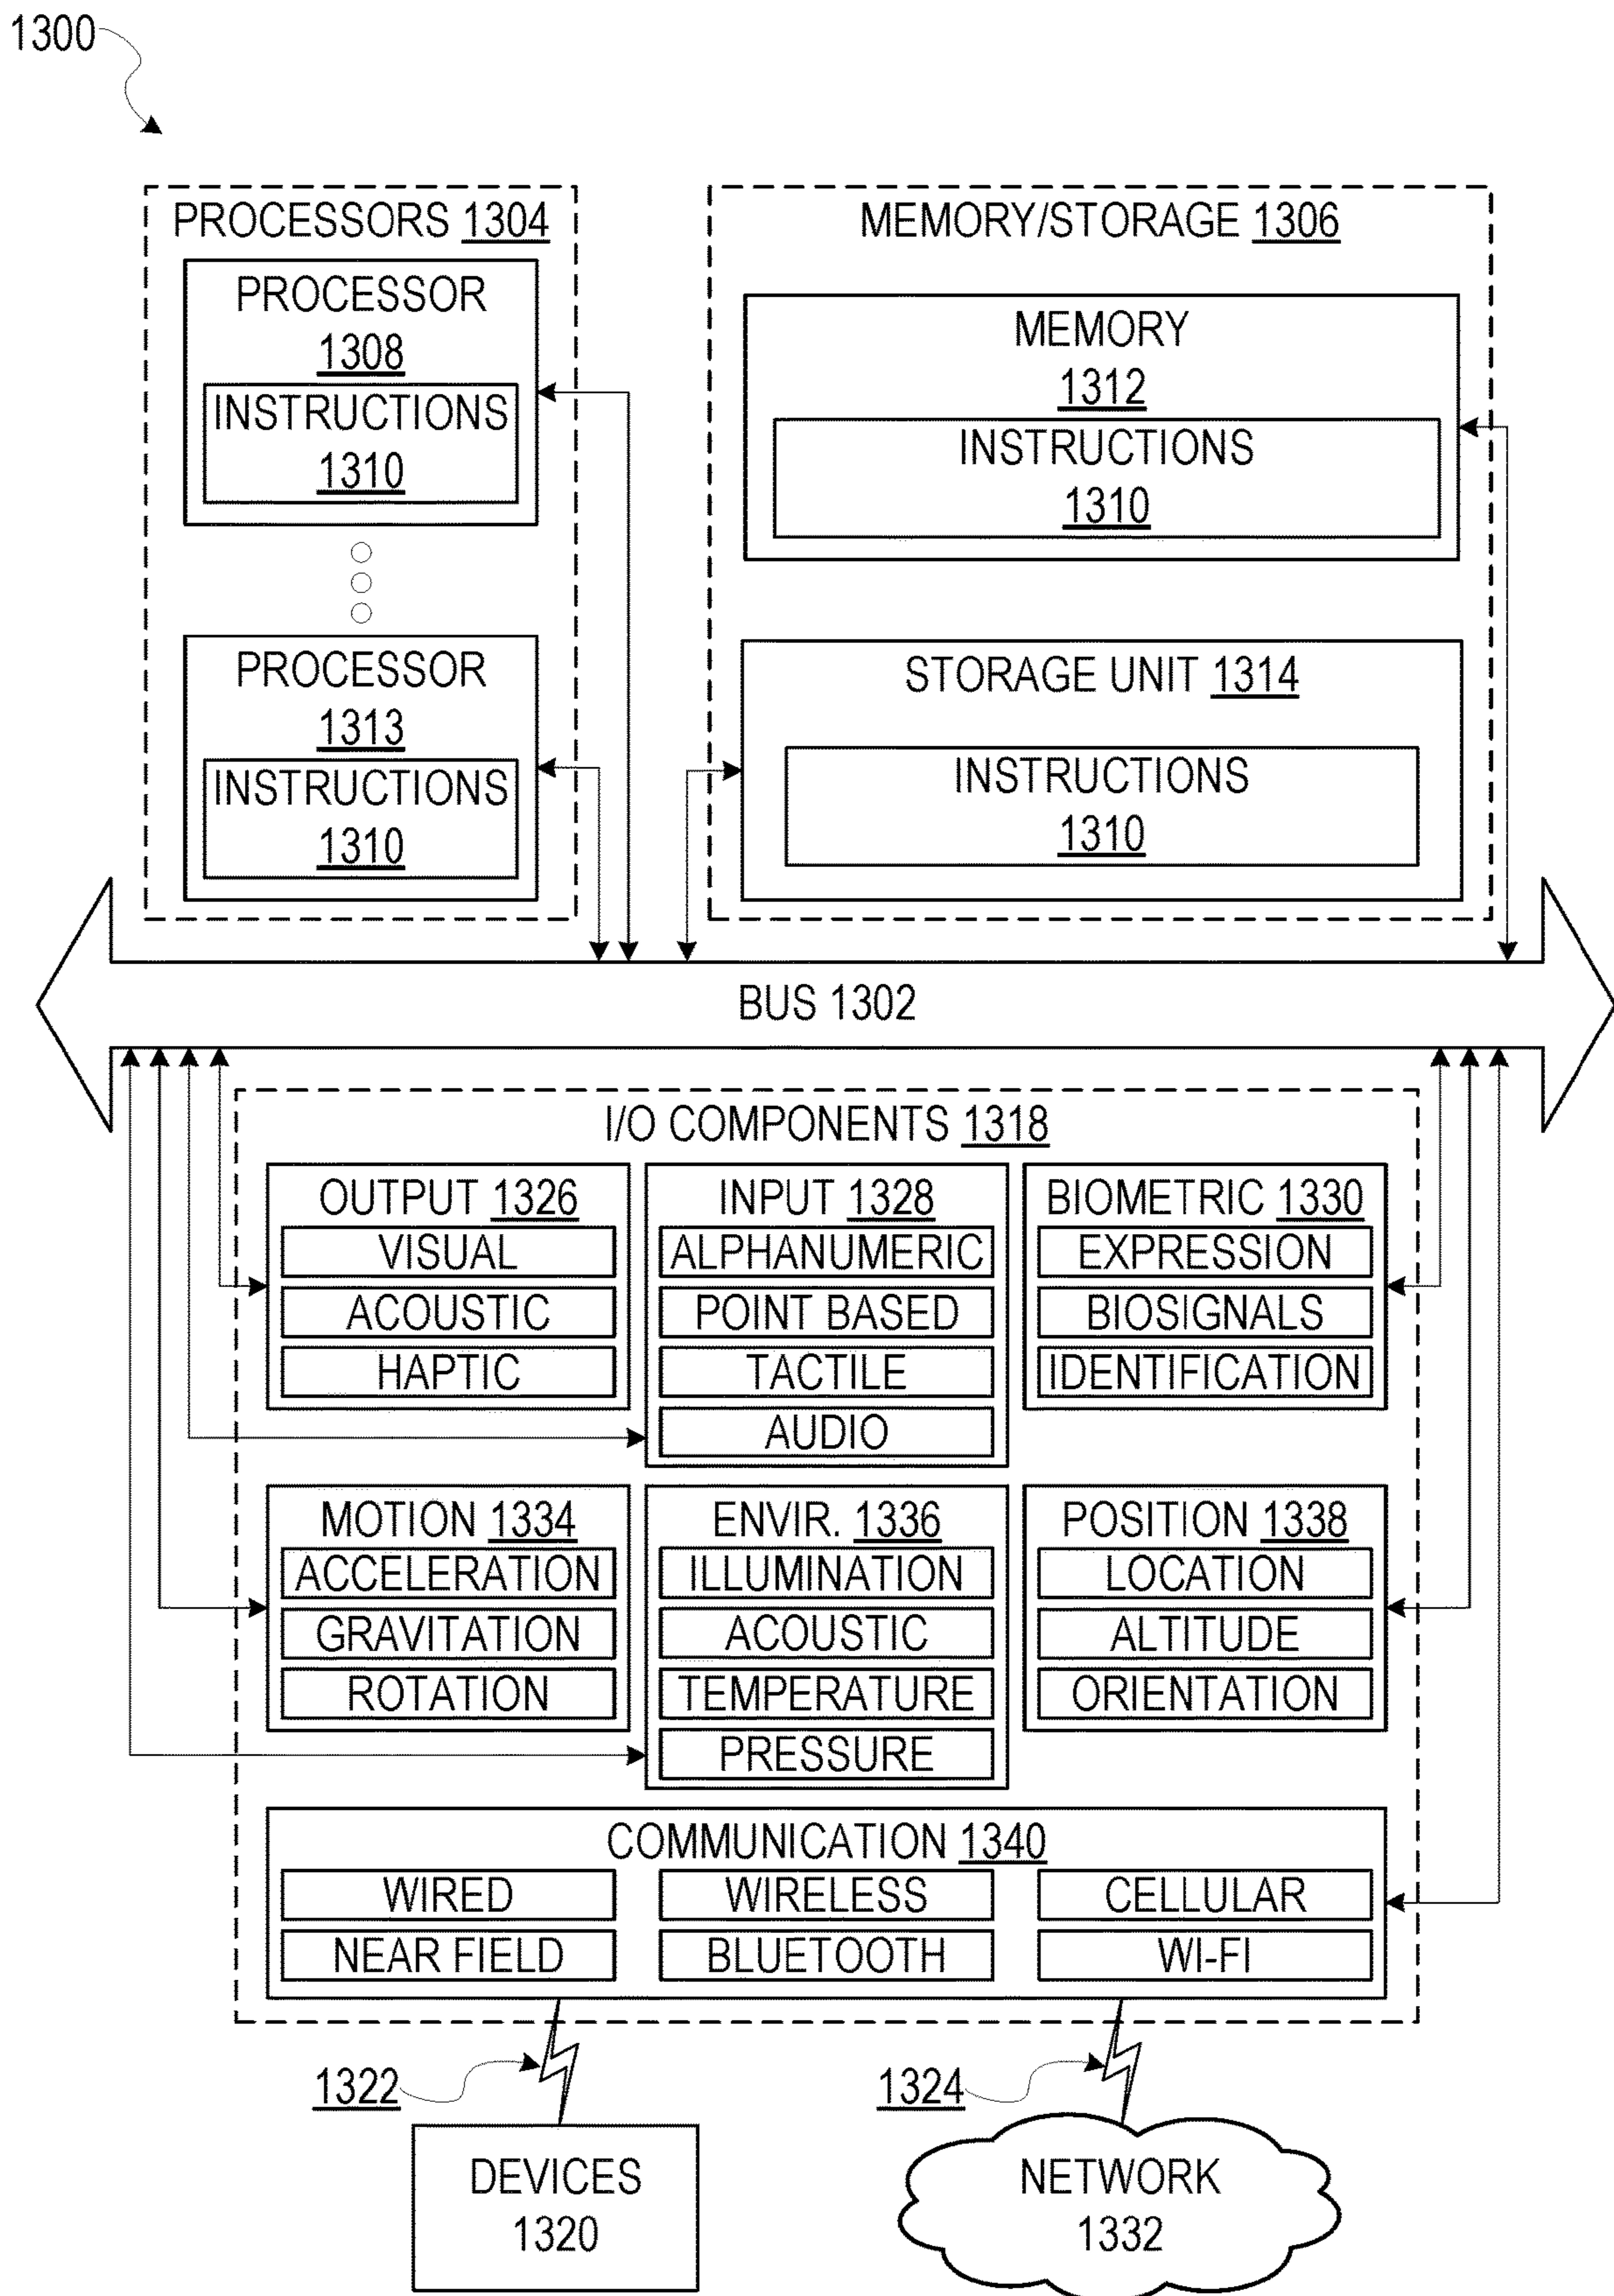 1300
PROCESSORS 1304
PROCESSOR
1308
INSTRUCTIONS
1310
PROCESSOR
1313
INSTRUCTIONS
1310
MEMORY/STORAGE 1306
MEMORY
1312
INSTRUCTIONS
1310
STORAGE UNIT 1314
INSTRUCTIONS
1310
BUS 1302
I/O COMPONENTS 1318
OUTPUT 1326
VISUAL
ACOUSTIC
HAPTIC
INPUT 1328
ALPHANUMERIC
POINT BASED
TACTILE
AUDIO
BIOMETRIC 1330
EXPRESSION
BIOSIGNALS
IDENTIFICATION
MOTION 1334
ACCELERATION
GRAVITATION
ROTATION
ENVIR. 1336
ILLUMINATION
ACOUSTIC
TEMPERATURE
PRESSURE
POSITION 1338
LOCATION
ALTITUDE
ORIENTATION
COMMUNICATION 1340
WIRED
WIRELESS
CELLULAR
NEAR FIELD
BLUETOOTH
WI-FI
1322
1324
DEVICES
1320
NETWORK
1332